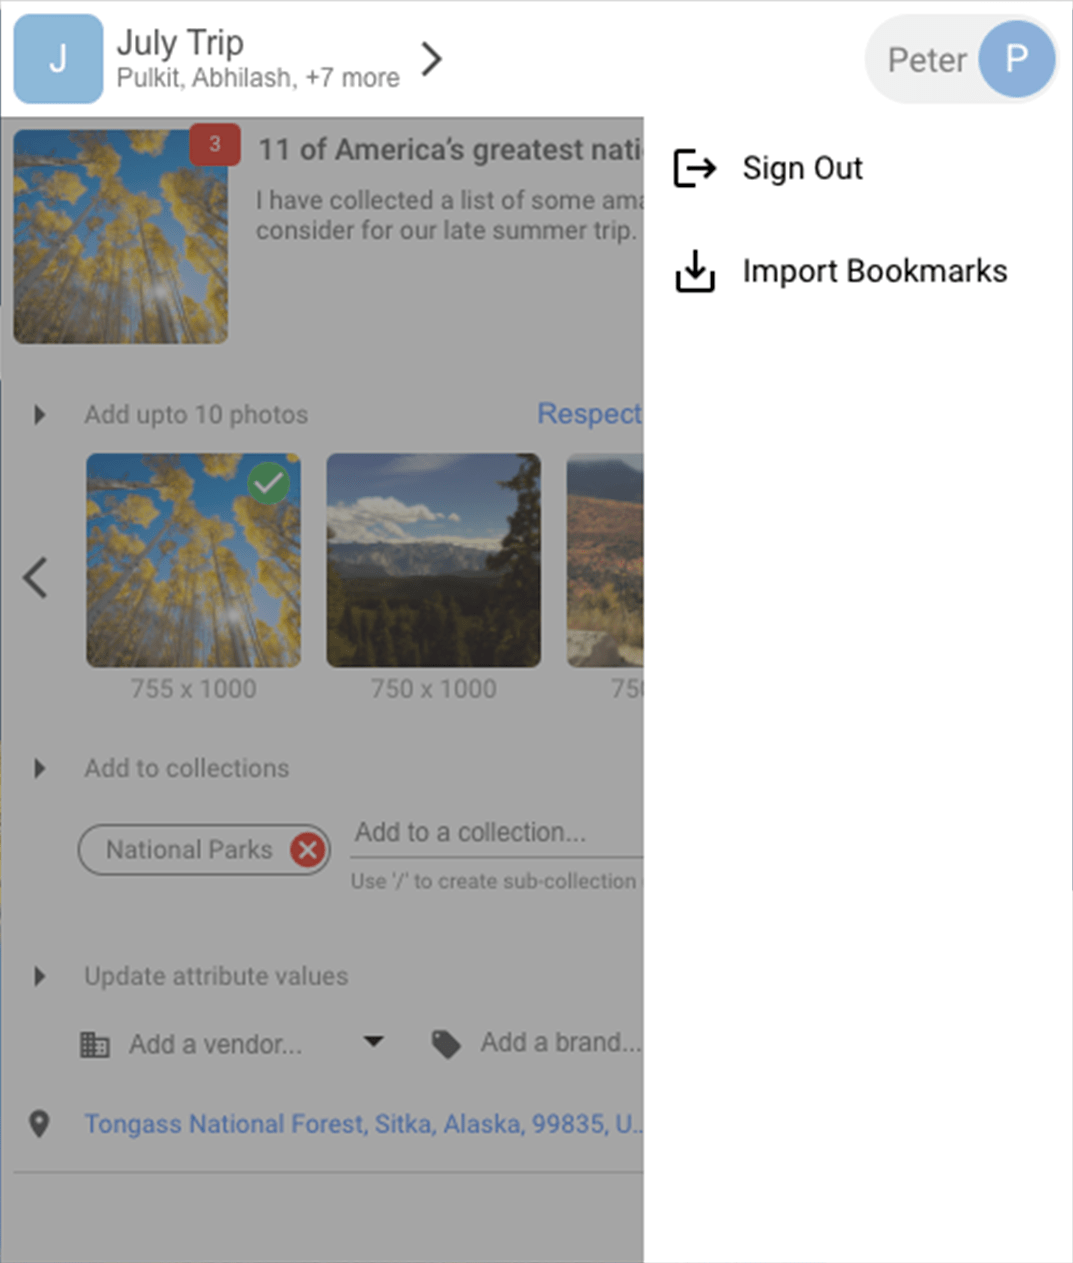 J
July Trip
Pulkit, Abhilash, +7 more
Peter
P
3
11 of America's greatest nati
I have collected a list of some ama
consider for our late summer trip.
Sign Out
Import Bookmarks
Add upto 10 photos
Respect
755 x 1000
750 x 1000
750
Add to collections
National Parks
Add to a collection...
Use '/' to create sub-collection
Update attribute values
Add a vendor...
Add a brand...
Tongass National Forest, Sitka, Alaska, 99835, U...